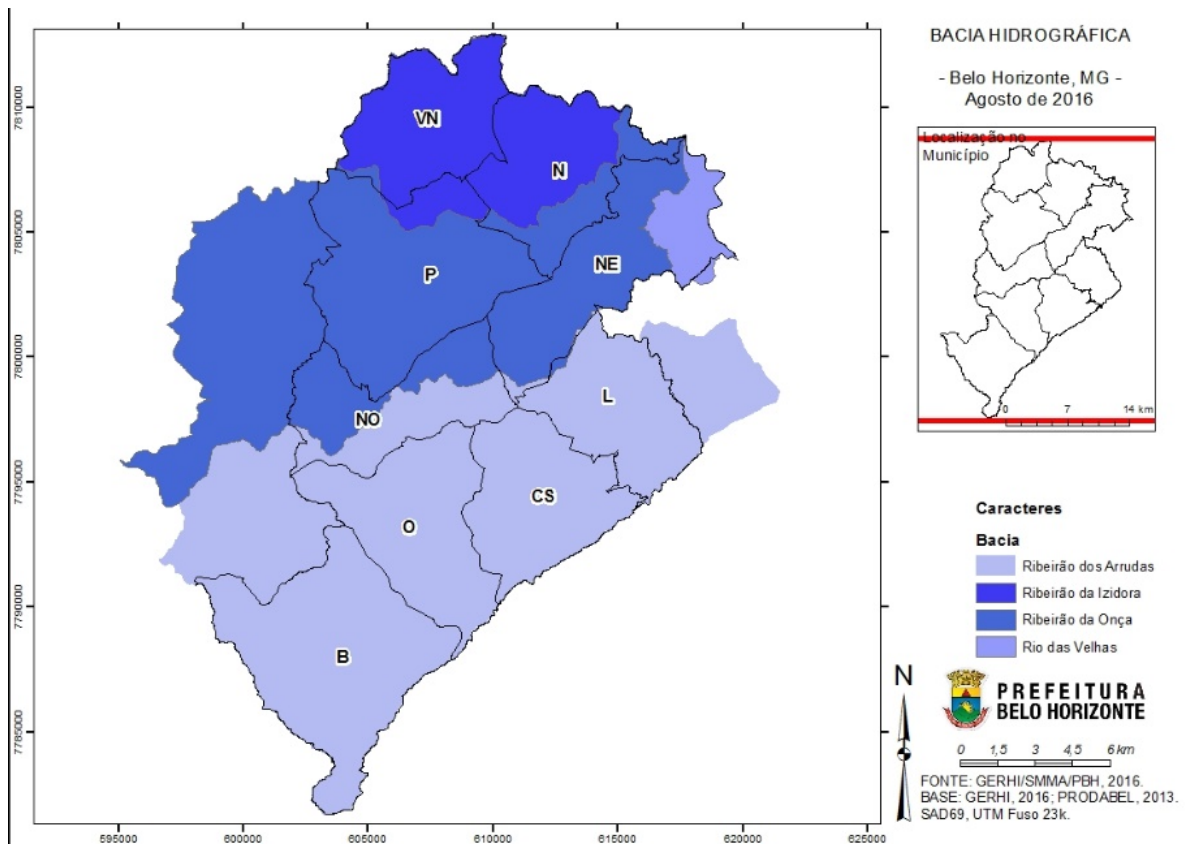 BACIA HIDROGRÁFICA
- Belo Horizonte, MG -
Agosto de 2016
Localização no
Município
0 7 14 km
7810000
7805000
7800000
7795000
7790000
7785000
VN
N
P
NE
NO
L
CS
O
B
595000 600000 605000 610000 615000 620000 625000
Caracteres
Bacia
Ribeirão dos Arrudas
Ribeirão da Izidora
Ribeirão da Onça
Rio das Velhas
N
PREFEITURA
BELO HORIZONTE
0 1,5 3 4,5 6 km
FONTE: GERHI/SMMA/PBH, 2016.
BASE: GERHI, 2016; PRODABEL, 2013.
SAD69, UTM Fuso 23k.